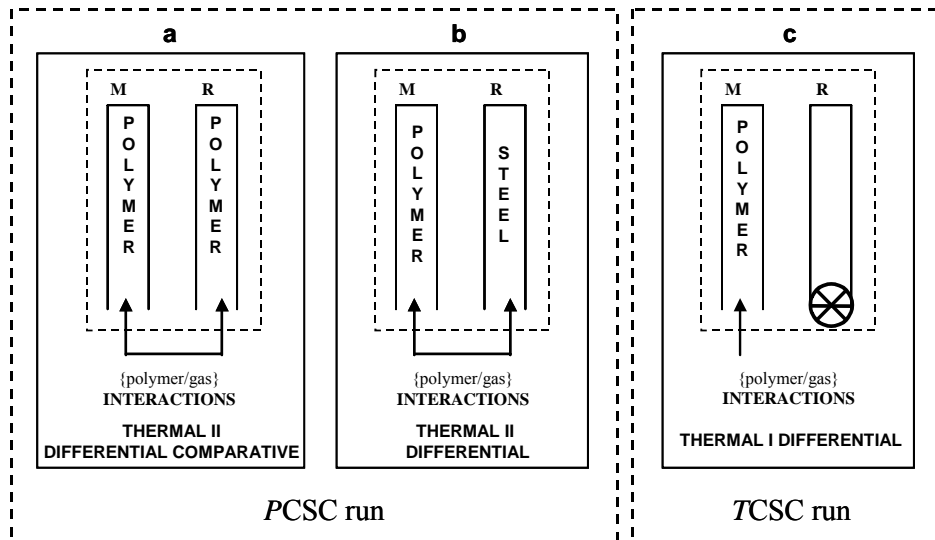 a
M R
POLYMER
POLYMER
{polymer/gas}
INTERACTIONS
THERMAL II
DIFFERENTIAL COMPARATIVE
b
M R
POLYMER
STEEL
{polymer/gas}
INTERACTIONS
THERMAL II
DIFFERENTIAL
PCSC run
c
M R
POLYMER
{polymer/gas}
INTERACTIONS
THERMAL I DIFFERENTIAL
TCSC run